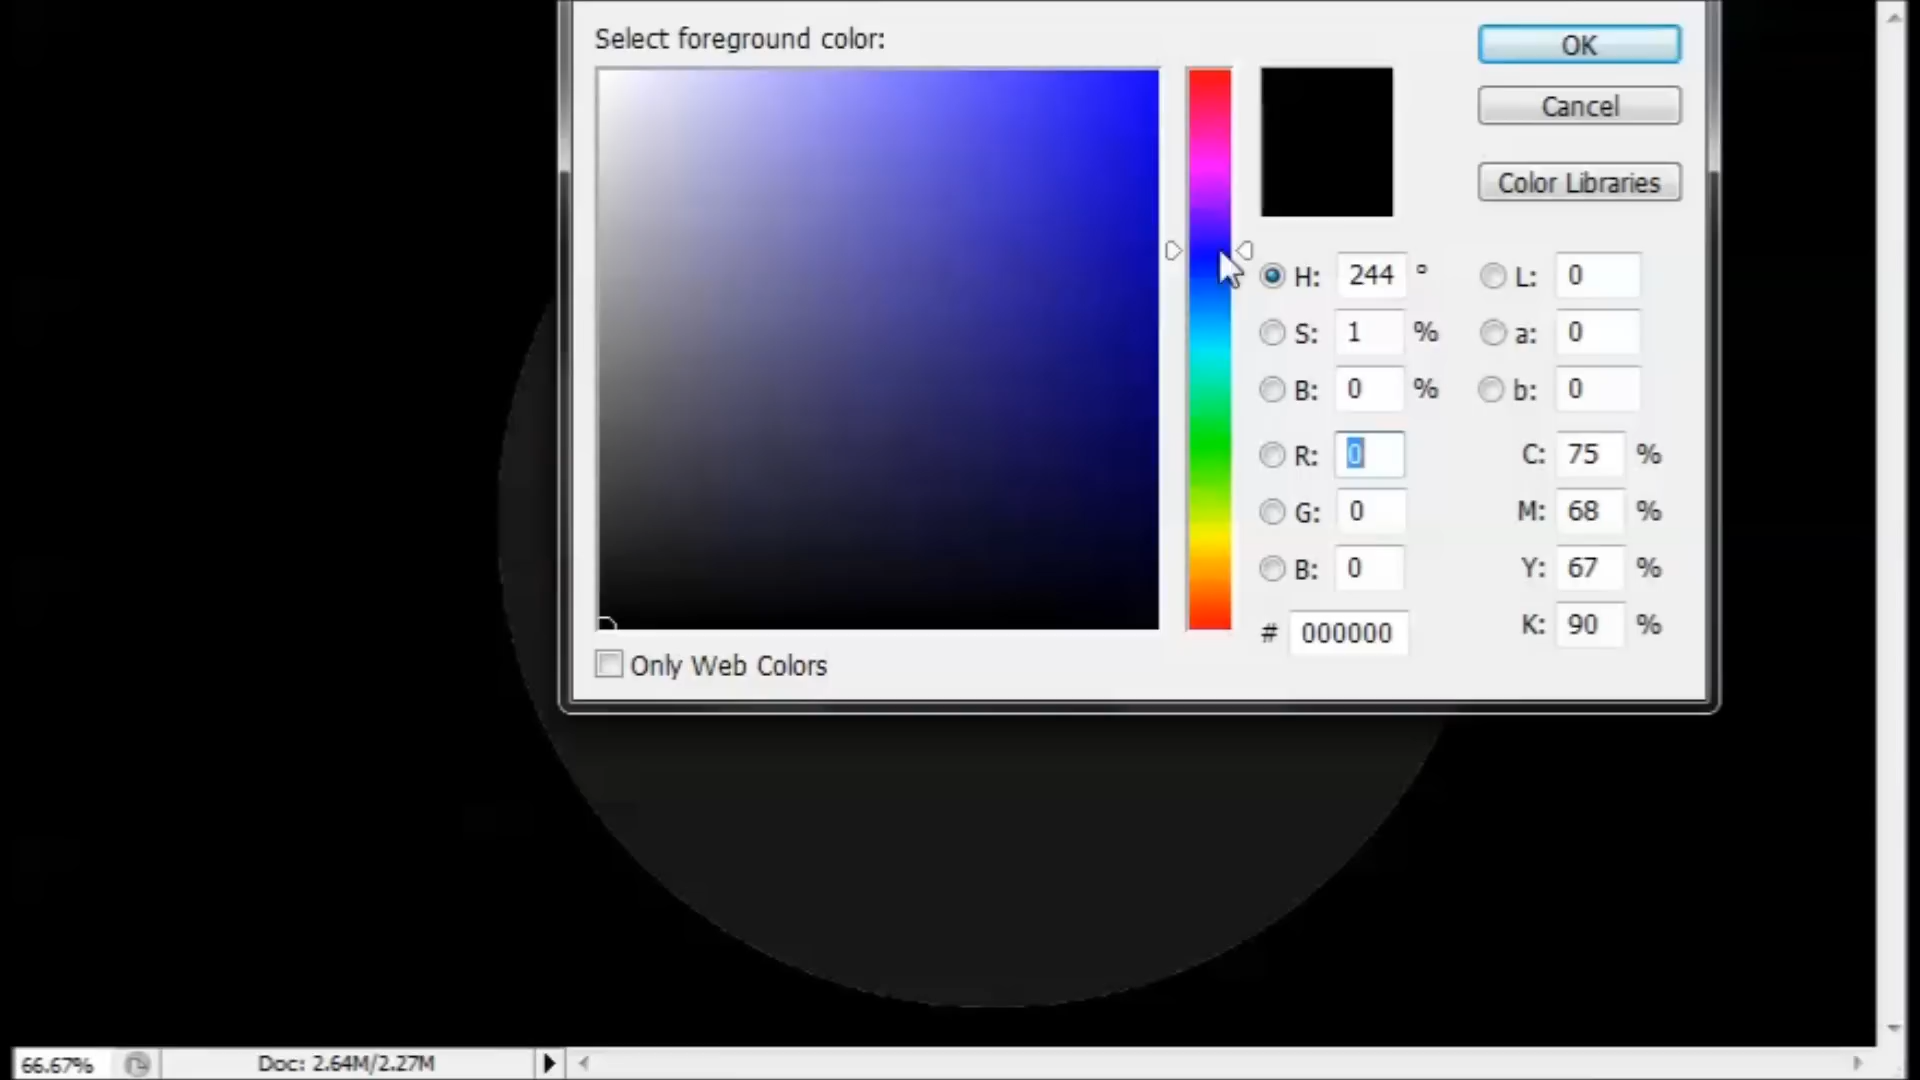 Select foreground color:
OK
Cancel
Color Libraries
H: 244 °
S: 1 %
B: 0 %
R: 0
G: 0
B: 0
# 000000
L: 0
a: 0
b: 0
C: 75 %
M: 68 %
Y: 67 %
K: 90 %
Only Web Colors
66.67%
Doc: 2.64M/2.27M